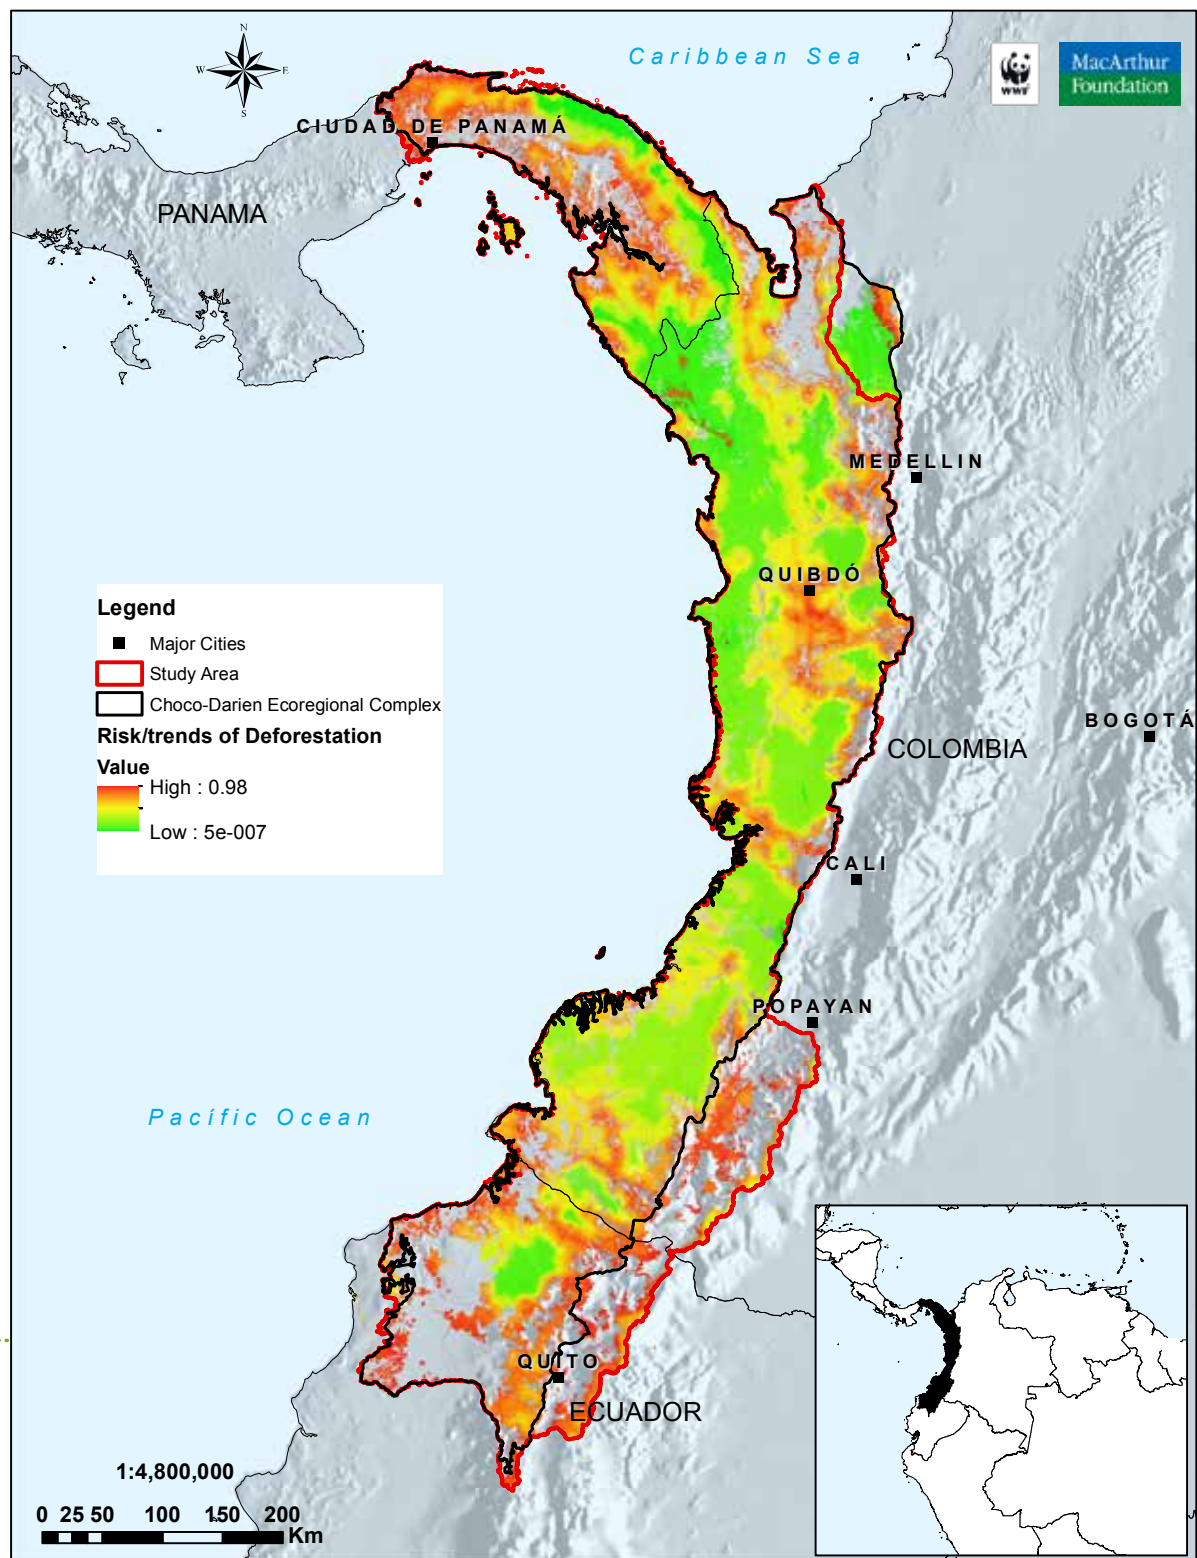 N
W
E
S
Caribbean Sea
WWF
MacArthur
Foundation
CIUDAD DE PANAMÁ
PANAMA
MEDELLIN
QUIBDÓ
Legend
Major Cities
Study Area
Choco-Darien Ecoregional Complex
Risk/trends of Deforestation
Value
High : 0.98
Low : 5e-007
BOGOTÁ
COLOMBIA
CALI
POPAYAN
Pacífic Ocean
QUITO
ECUADOR
1:4,800,000
0 25 50 100 150 200
Km